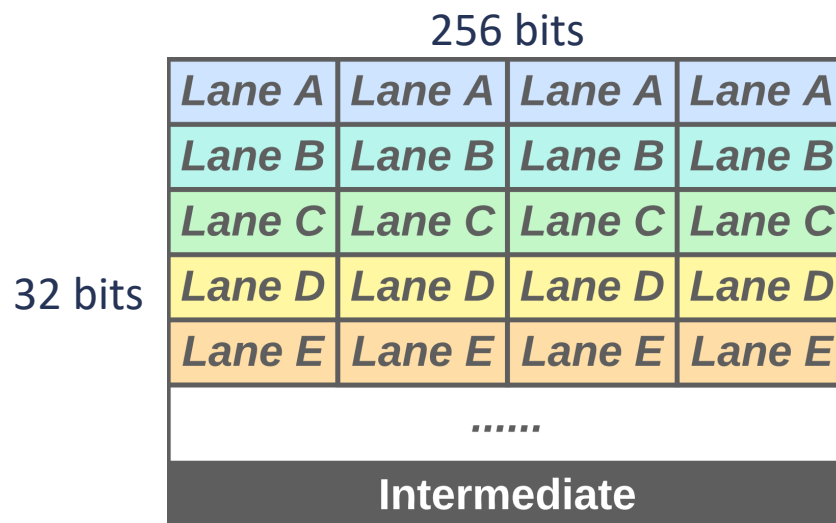 256 bits
Lane A Lane A Lane A Lane A
Lane B Lane B Lane B Lane B
Lane C Lane C Lane C Lane C
32 bits
Lane D Lane D Lane D Lane D
Lane E Lane E Lane E Lane E
......
Intermediate